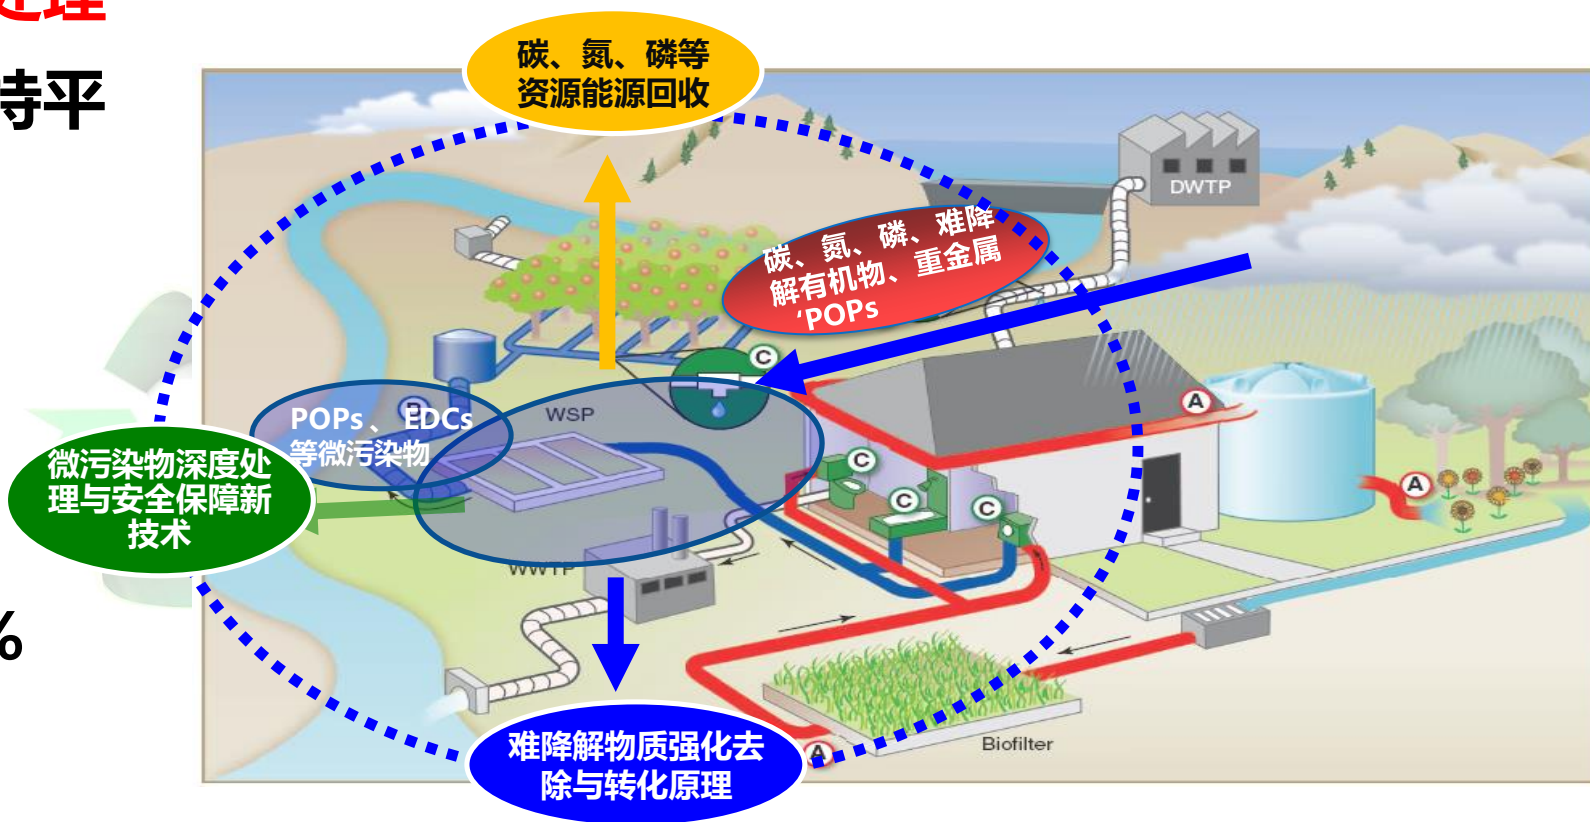 处理
持平
%
碳、氮、磷等
资源能源回收
DWTP
碳、氮、磷、难降
解有机物、重金属
‘POPs
C
A
WSP
B
POPs 、 EDCs
等微污染物
C
C
C
A
微污染物深度处
理与安全保障新
技术
WWTP
难降解物质强化去
除与转化原理
A
Biofilter